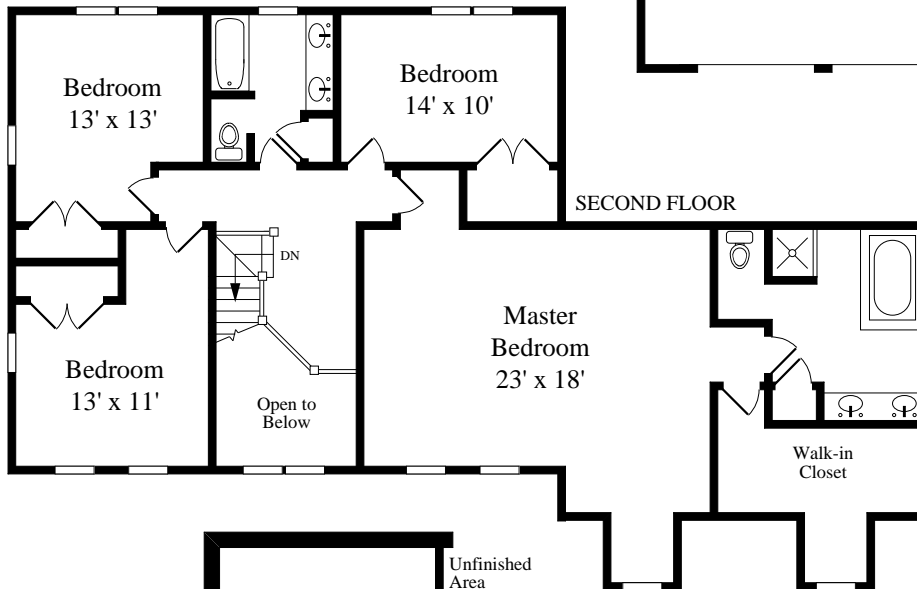 Bedroom
13' x 13'
Bedroom
14' x 10'
SECOND FLOOR
DN
Master
Bedroom
23' x 18'
Bedroom
13' x 11'
Open to
Below
Walk-in
Closet
Unfinished
Area